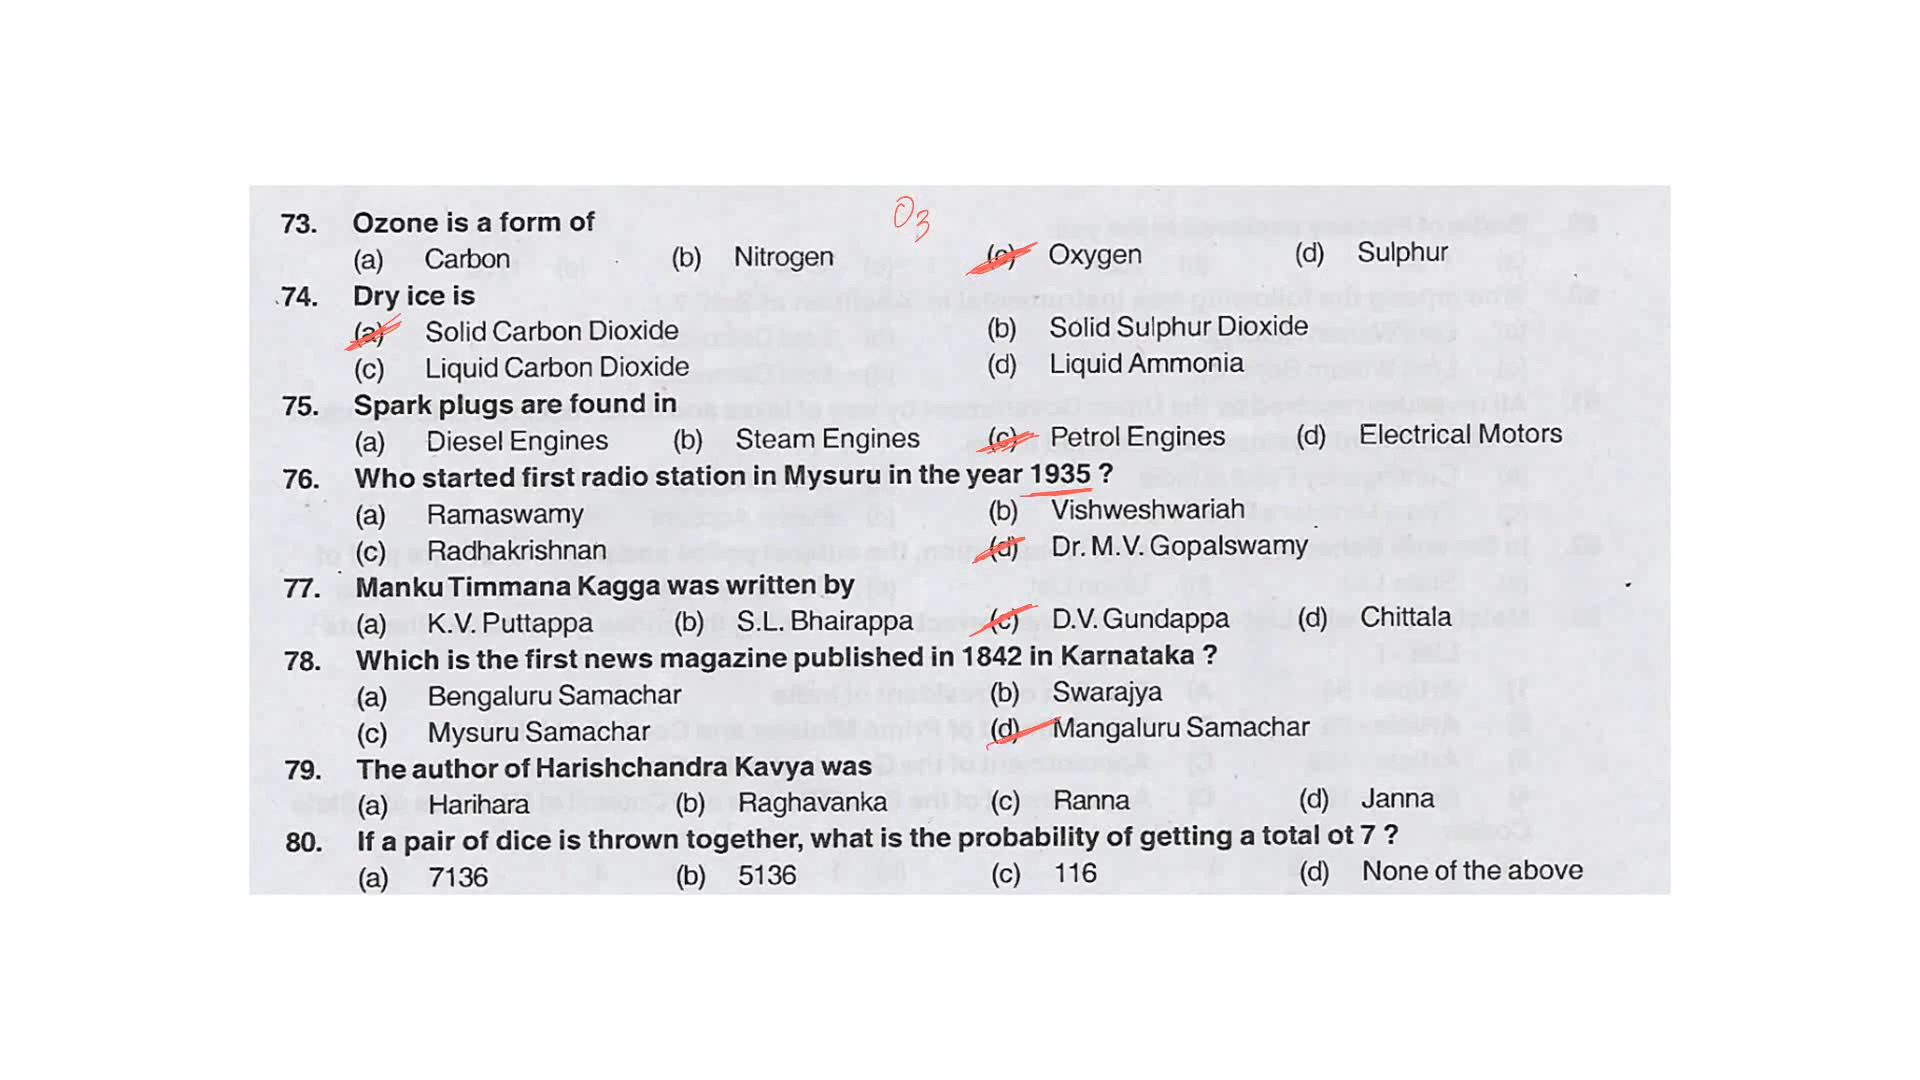 O3
73. Ozone is a form of
(a) Carbon (b) Nitrogen (c) Oxygen (d) Sulphur
74. Dry ice is
(a) Solid Carbon Dioxide (b) Solid Sulphur Dioxide
(c) Liquid Carbon Dioxide (d) Liquid Ammonia
75. Spark plugs are found in
(a) Diesel Engines (b) Steam Engines (c) Petrol Engines (d) Electrical Motors
76. Who started first radio station in Mysuru in the year 1935 ?
(a) Ramaswamy (b) Vishweshwariah
(c) Radhakrishnan (d) Dr. M.V. Gopalswamy
77. Manku Timmana Kagga was written by
(a) K.V. Puttappa (b) S.L. Bhairappa (c) D.V. Gundappa (d) Chittala
78. Which is the first news magazine published in 1842 in Karnataka ?
(a) Bengaluru Samachar (b) Swarajya
(c) Mysuru Samachar (d) Mangaluru Samachar
79. The author of Harishchandra Kavya was
(a) Harihara (b) Raghavanka (c) Ranna (d) Janna
80. If a pair of dice is thrown together, what is the probability of getting a total ot 7 ?
(a) 7136 (b) 5136 (c) 116 (d) None of the above